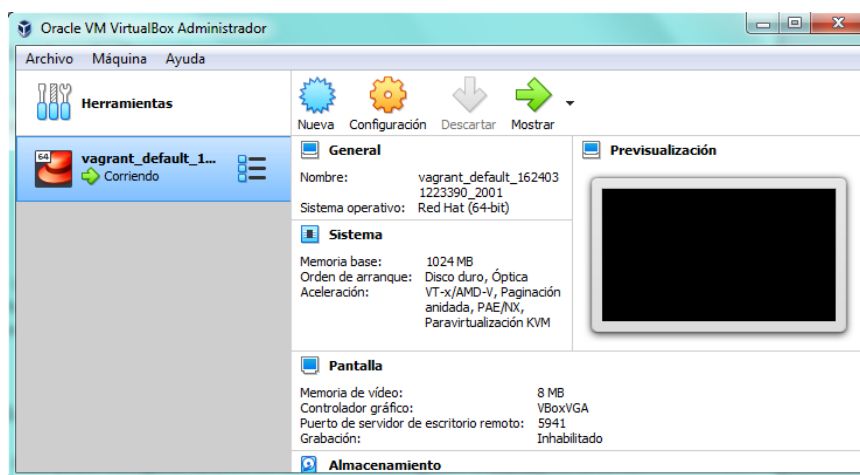 Oracle VM VirtualBox Administrador
Archivo Máquina Ayuda
Herramientas
Nueva Configuración Descartar Mostrar
64
vagrant_default_1...
Corriendo
General
Nombre: vagrant_default_162403
1223390_2001
Sistema operativo: Red Hat (64-bit)
Previsualización
Sistema
Memoria base: 1024 MB
Orden de arranque: Disco duro, Óptica
Aceleración: VT-x/AMD-V, Paginación
anidada, PAE/NX,
Paravirtualización KVM
Pantalla
Memoria de vídeo: 8 MB
Controlador gráfico: VBoxVGA
Puerto de servidor de escritorio remoto: 5941
Grabación: Inhabilitado
Almacenamiento